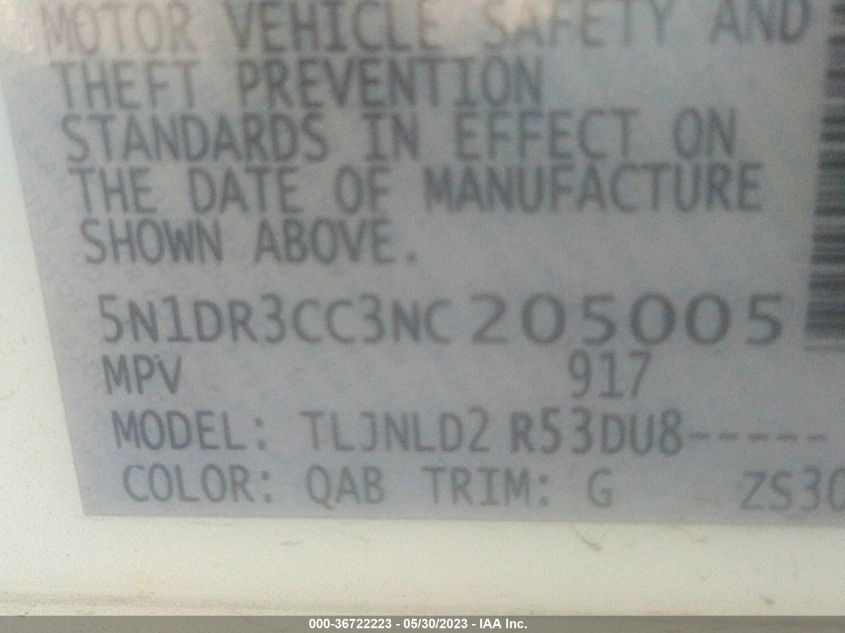 MOTOR VEHICLE SAFETY AND
THEFT PREVENTION
STANDARDS IN EFFECT ON
THE DATE OF MANUFACTURE
SHOWN ABOVE.
5N1DR3CC3NC205005
MPV 917
MODEL: TLJNLD2 R53DU8-----
COLOR: QAB TRIM: G ZS30
000-36722223 - 05/30/2023 - IAA Inc.